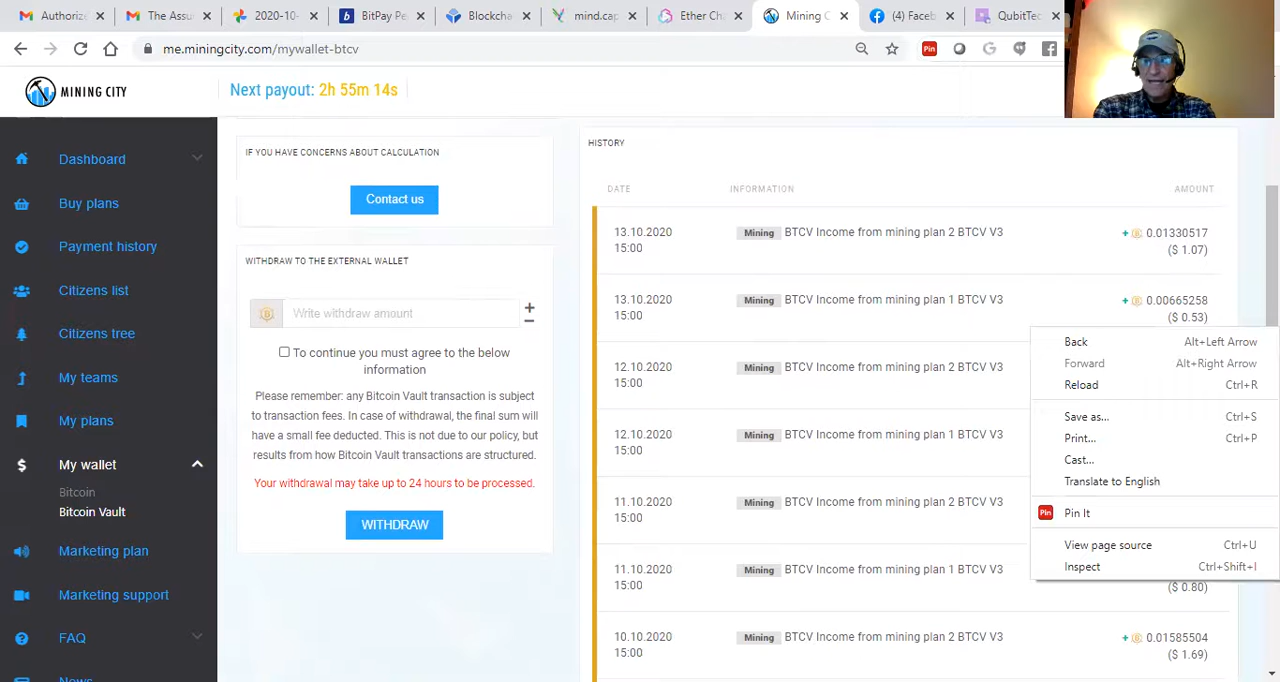 Authoriz
The Assu
2020-10-
BitPay Pe
Blockcha
mind.cap
Ether Ch
Mining C
(4) Faceb
QubitTec
me.miningcity.com/mywallet-btcv
MINING CITY
Next payout: 2h 55m 14s
Dashboard
Buy plans
Payment history
Citizens list
Citizens tree
My teams
My plans
My wallet
Bitcoin
Bitcoin Vault
Marketing plan
Marketing support
FAQ
News
IF YOU HAVE CONCERNS ABOUT CALCULATION
Contact us
WITHDRAW TO THE EXTERNAL WALLET
Write withdraw amount
To continue you must agree to the below
information
Please remember: any Bitcoin Vault transaction is subject
to transaction fees. In case of withdrawal, the final sum will
have a small fee deducted. This is not due to our policy, but
results from how Bitcoin Vault transactions are structured.
Your withdrawal may take up to 24 hours to be processed.
WITHDRAW
HISTORY
DATE INFORMATION AMOUNT
13.10.2020
15:00
Mining BTCV Income from mining plan 2 BTCV V3
+ 0.01330517
($ 1.07)
13.10.2020
15:00
Mining BTCV Income from mining plan 1 BTCV V3
+ 0.00665258
($ 0.53)
12.10.2020
15:00
Mining BTCV Income from mining plan 2 BTCV V3
12.10.2020
15:00
Mining BTCV Income from mining plan 1 BTCV V3
11.10.2020
15:00
Mining BTCV Income from mining plan 2 BTCV V3
11.10.2020
15:00
Mining BTCV Income from mining plan 1 BTCV V3
($ 0.80)
10.10.2020
15:00
Mining BTCV Income from mining plan 2 BTCV V3
+ 0.01585504
($ 1.69)
Back Alt+Left Arrow
Forward Alt+Right Arrow
Reload Ctrl+R
Save as... Ctrl+S
Print... Ctrl+P
Cast...
Translate to English
Pin It
View page source Ctrl+U
Inspect Ctrl+Shift+I